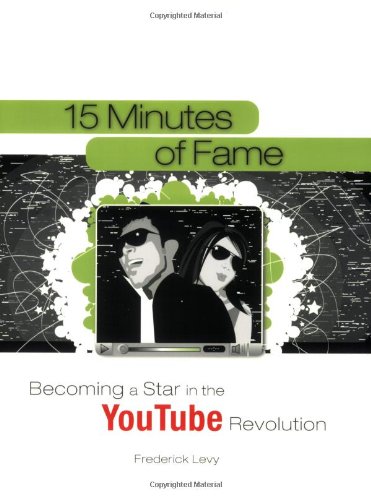 Copyrighted Material
15 Minutes
of Fame
Becoming a Star in the
YouTube Revolution
Frederick Levy
Copyrighted Material